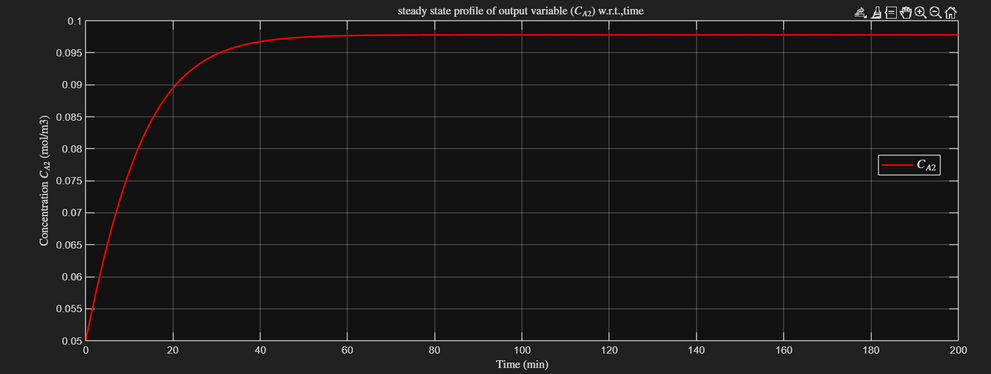 steady state profile of output variable (C_A2) w.r.t.,time
0.1
0.095
0.09
0.085
0.08
0.075
0.07
0.065
0.06
0.055
0.05
Concentration C_A2 (mol/m3)
C_A2
0 20 40 60 80 100 120 140 160 180 200
Time (min)